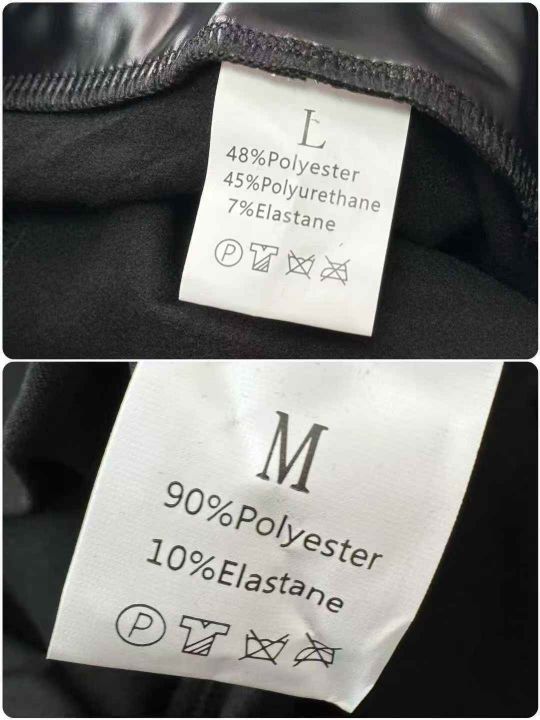 L
48%Polyester
45%Polyurethane
7%Elastane
P
M
90%Polyester
10%Elastane
P